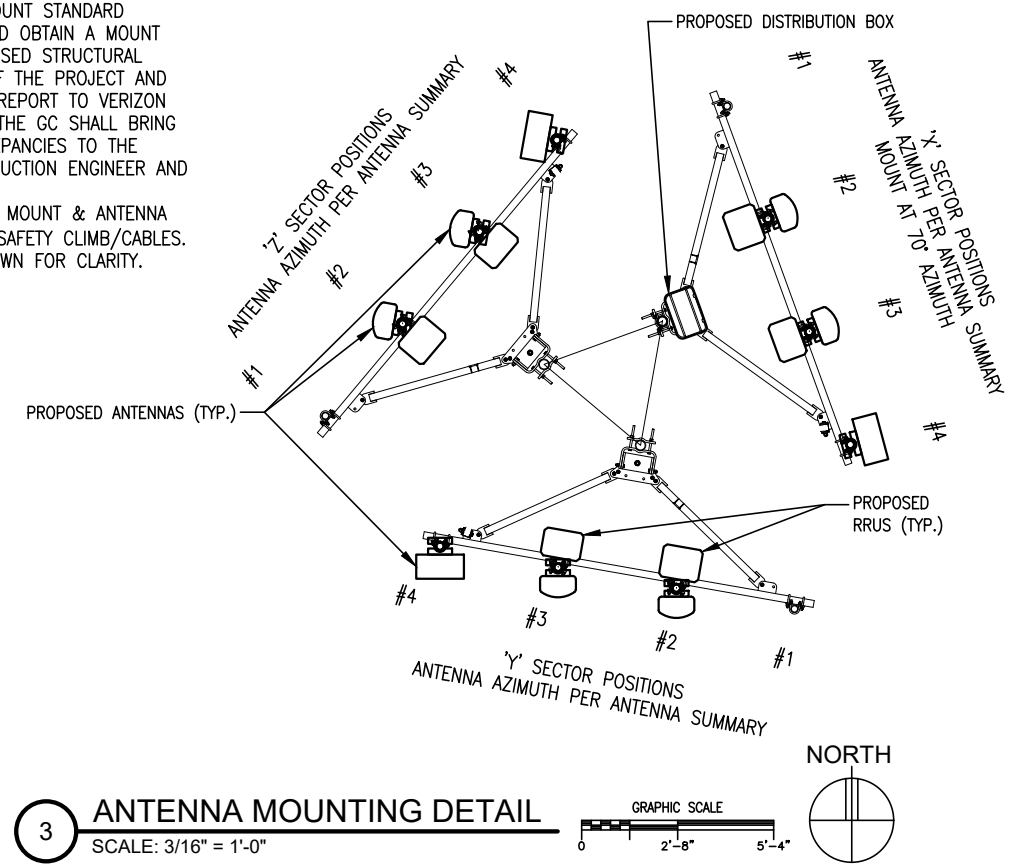 OUNT STANDARD
D OBTAIN A MOUNT
SED STRUCTURAL
F THE PROJECT AND
REPORT TO VERIZON
THE GC SHALL BRING
EPANCIES TO THE
UCTION ENGINEER AND
MOUNT & ANTENNA
SAFETY CLIMB/CABLES.
WN FOR CLARITY.
PROPOSED DISTRIBUTION BOX
'Z' SECTOR POSITIONS
ANTENNA AZIMUTH PER ANTENNA SUMMARY
#4
#3
#2
#1
'X' SECTOR POSITIONS
ANTENNA AZIMUTH PER ANTENNA SUMMARY
MOUNT AT 70° AZIMUTH
#1
#2
#3
#4
PROPOSED ANTENNAS (TYP.)
PROPOSED
RRUS (TYP.)
#4
#3
#2
#1
'Y' SECTOR POSITIONS
ANTENNA AZIMUTH PER ANTENNA SUMMARY
3
ANTENNA MOUNTING DETAIL
SCALE: 3/16" = 1'-0"
GRAPHIC SCALE
0 2'-8" 5'-4"
NORTH